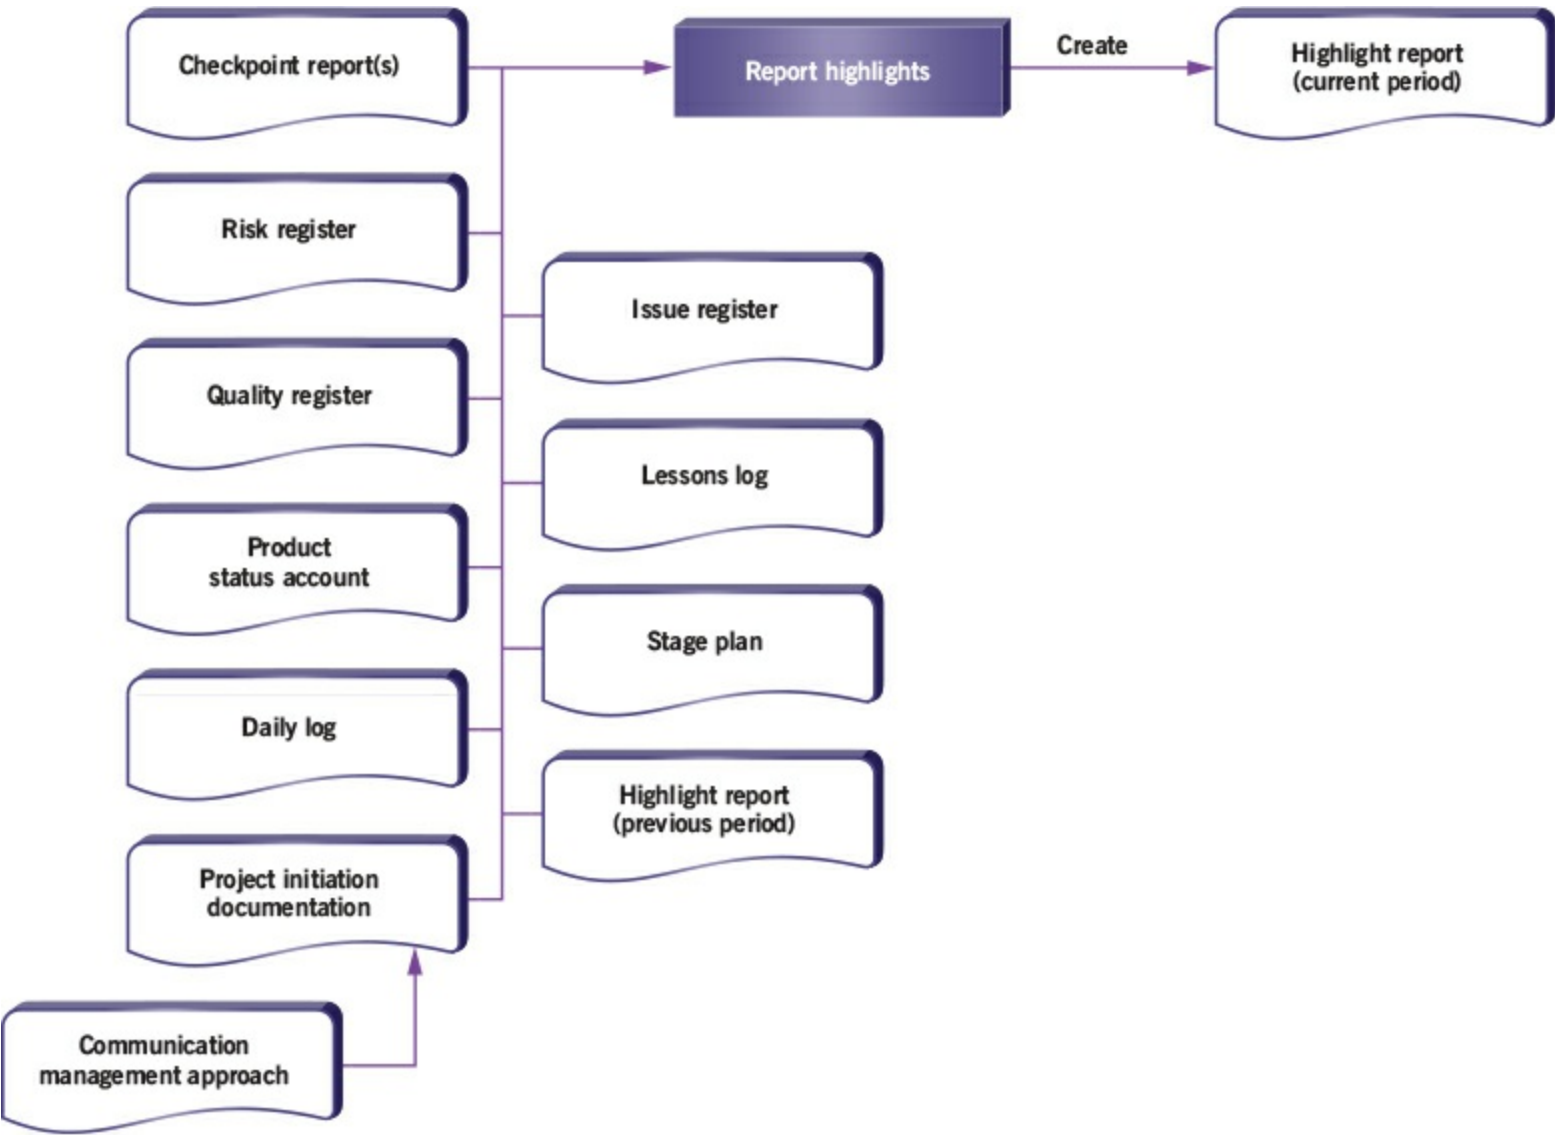 Checkpoint report(s)
Report highlights
Create
Highlight report
(current period)
Risk register
Issue register
Quality register
Lessons log
Product
status account
Stage plan
Daily log
Highlight report
(previous period)
Project initiation
documentation
Communication
management approach